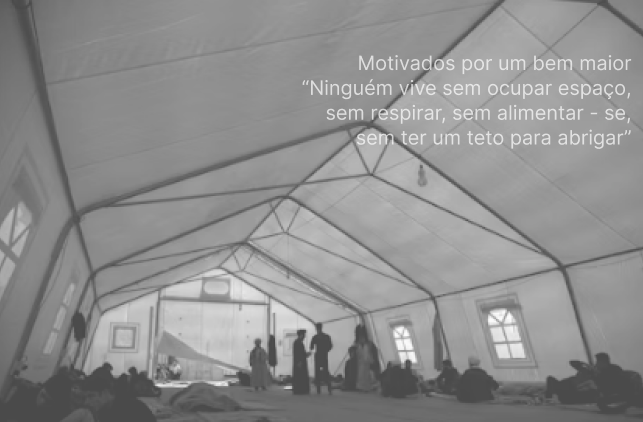 Motivados por um bem maior
“Ninguém vive sem ocupar espaço,
sem respirar, sem alimentar - se,
sem ter um teto para abrigar”